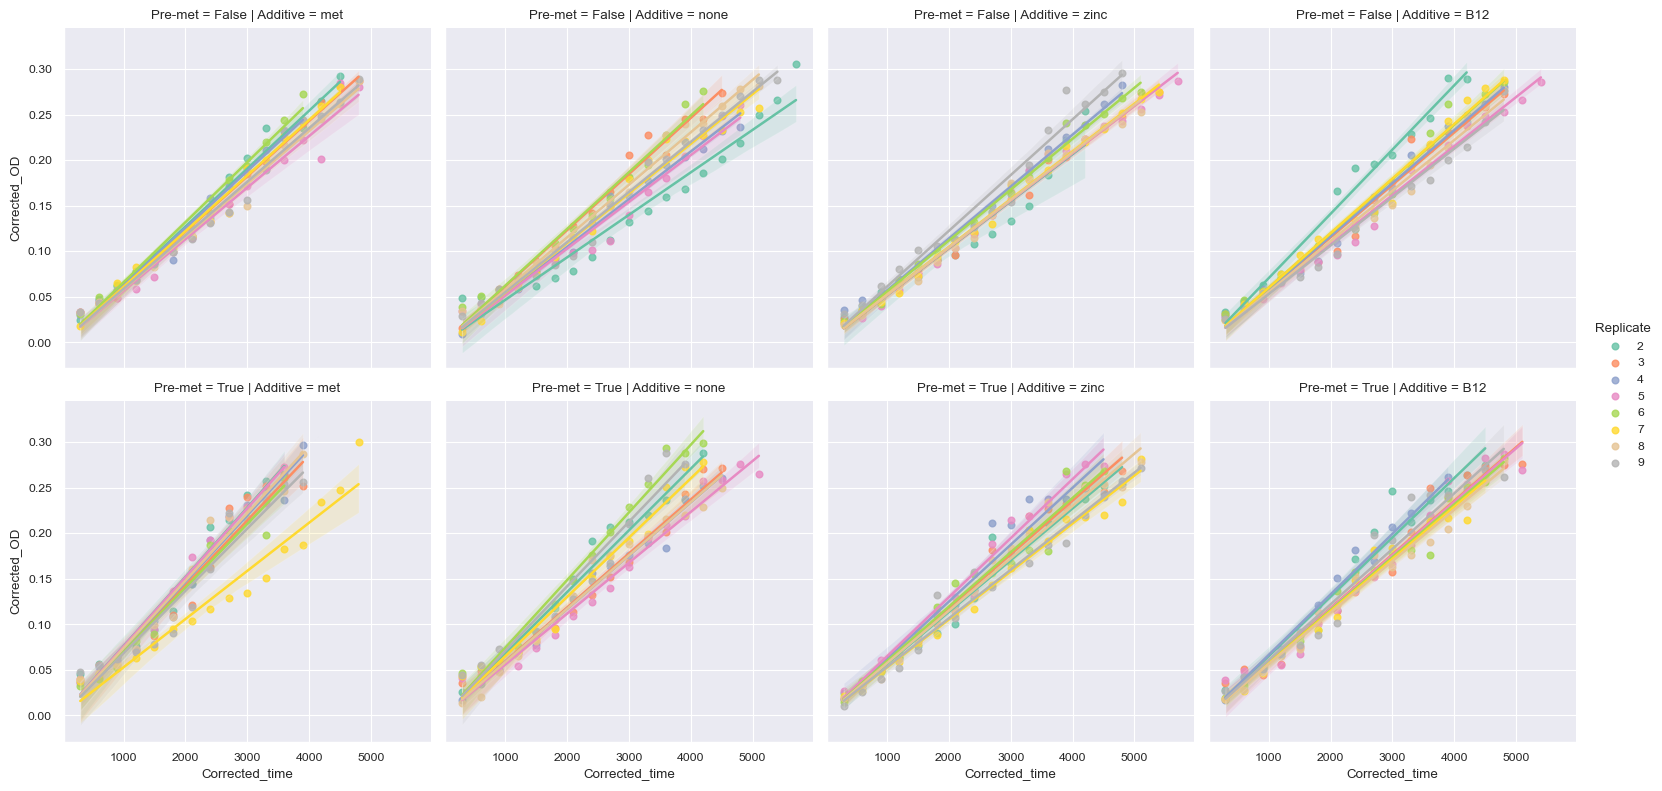 Pre-met = False | Additive = met
Pre-met = False | Additive = none
Pre-met = False | Additive = zinc
Pre-met = False | Additive = B12
0.30
0.25
0.20
0.15
0.10
0.05
0.00
Corrected_OD
Pre-met = True | Additive = met
Pre-met = True | Additive = none
Pre-met = True | Additive = zinc
Pre-met = True | Additive = B12
0.30
0.25
0.20
0.15
0.10
0.05
0.00
Corrected_OD
1000 2000 3000 4000 5000
Corrected_time
1000 2000 3000 4000 5000
Corrected_time
1000 2000 3000 4000 5000
Corrected_time
1000 2000 3000 4000 5000
Corrected_time
Replicate
2
3
4
5
6
7
8
9